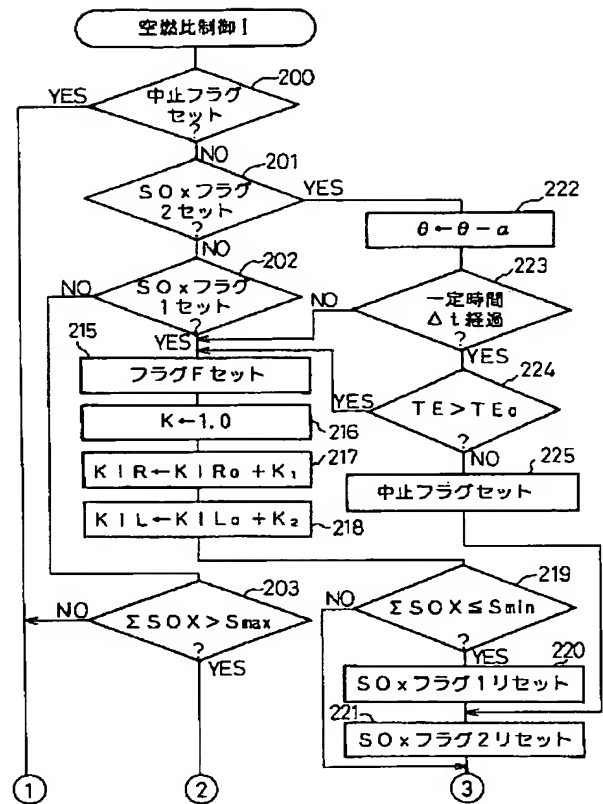 空燃比制御 I
200
YES
中止フラグ
セット
?
NO
201
SOxフラグ
2セット
?
YES
222
θ←θ−α
NO
202
223
NO
SOxフラグ
1セット
?
NO
一定時間
Δt経過
?
215
YES
YES
224
フラグFセット
YES
TE>TEo
?
K←1.0
216
NO
225
217
KIR←KIRo+K₁
中止フラグセット
KIL←KILo+K₂
218
203
219
NO
ΣSOX>Smax
?
NO
ΣSOX≤Smin
?
YES
YES
220
SOxフラグ1リセット
221
SOxフラグ2リセット
1
2
3